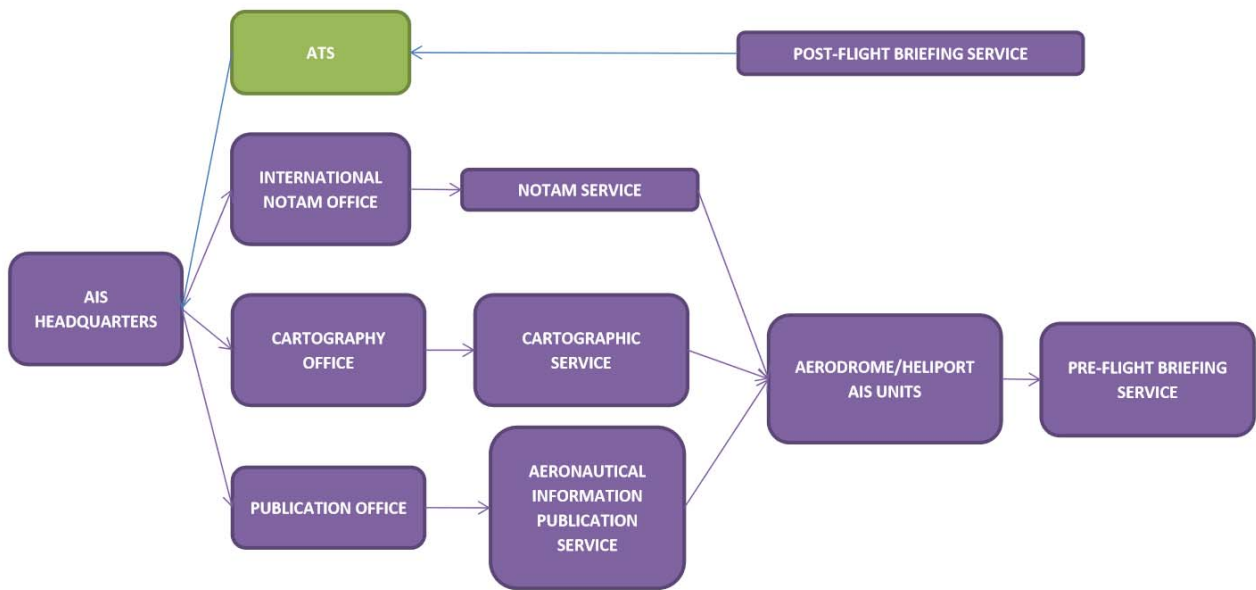 ATS
POST-FLIGHT BRIEFING SERVICE
INTERNATIONAL
NOTAM OFFICE
NOTAM SERVICE
AIS
HEADQUARTERS
CARTOGRAPHY
OFFICE
CARTOGRAPHIC
SERVICE
AERODROME/HELIPORT
AIS UNITS
PRE-FLIGHT BRIEFING
SERVICE
PUBLICATION OFFICE
AERONAUTICAL
INFORMATION
PUBLICATION
SERVICE